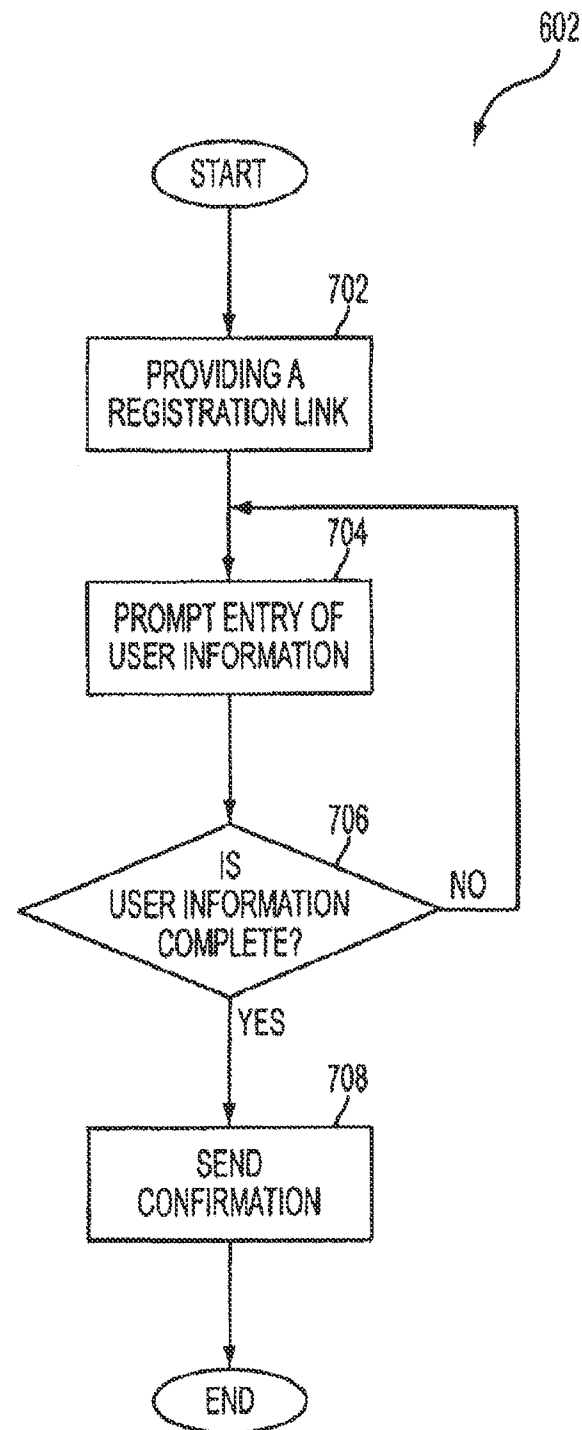 602
START
702
PROVIDING A
REGISTRATION LINK
704
PROMPT ENTRY OF
USER INFORMATION
706
IS
USER INFORMATION
COMPLETE?
NO
YES
708
SEND
CONFIRMATION
END